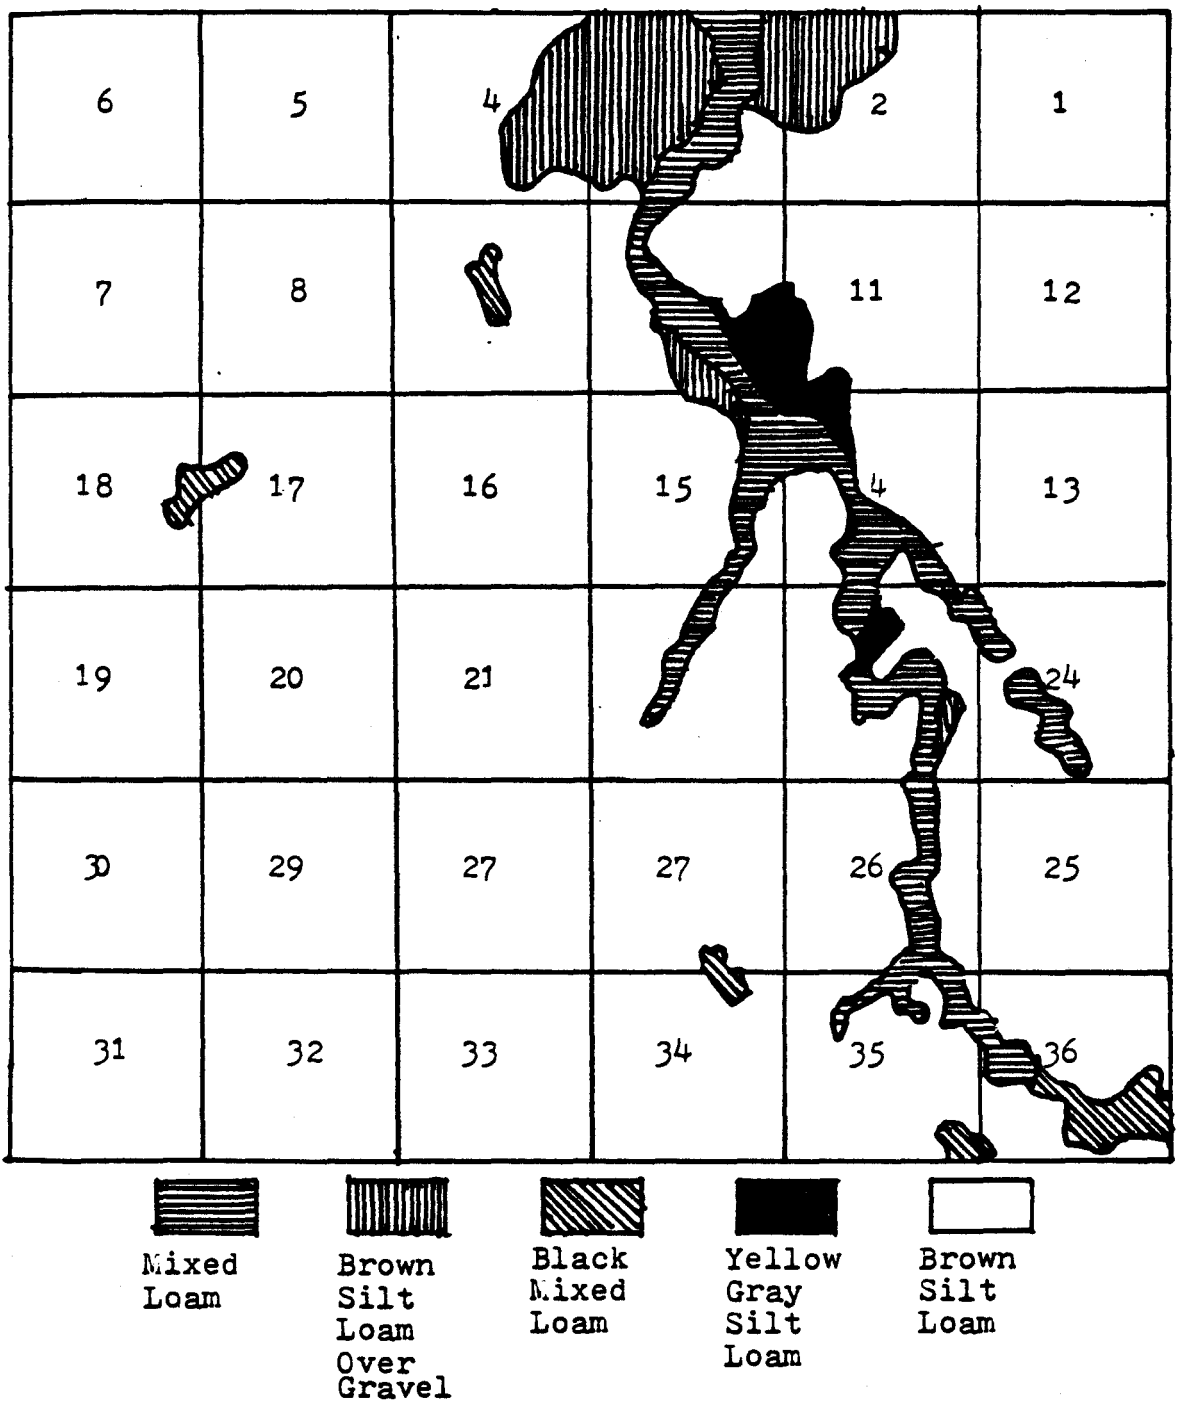 6 5 4 2 1
7 8 11 12
18 17 16 15 4 13
19 20 21 24
30 29 27 27 26 25
31 32 33 34 35 36
Mixed Loam
Brown Silt Loam Over Gravel
Black Mixed Loam
Yellow Gray Silt Loam
Brown Silt Loam